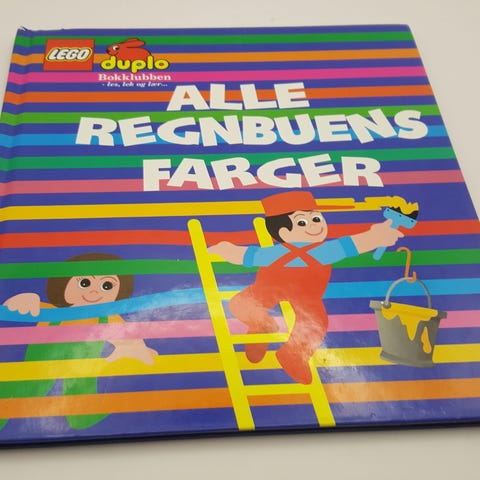 LEGO
duplo
Bokklubben
- les, lek og lær...
ALLE
REGNBUENS
FARGER